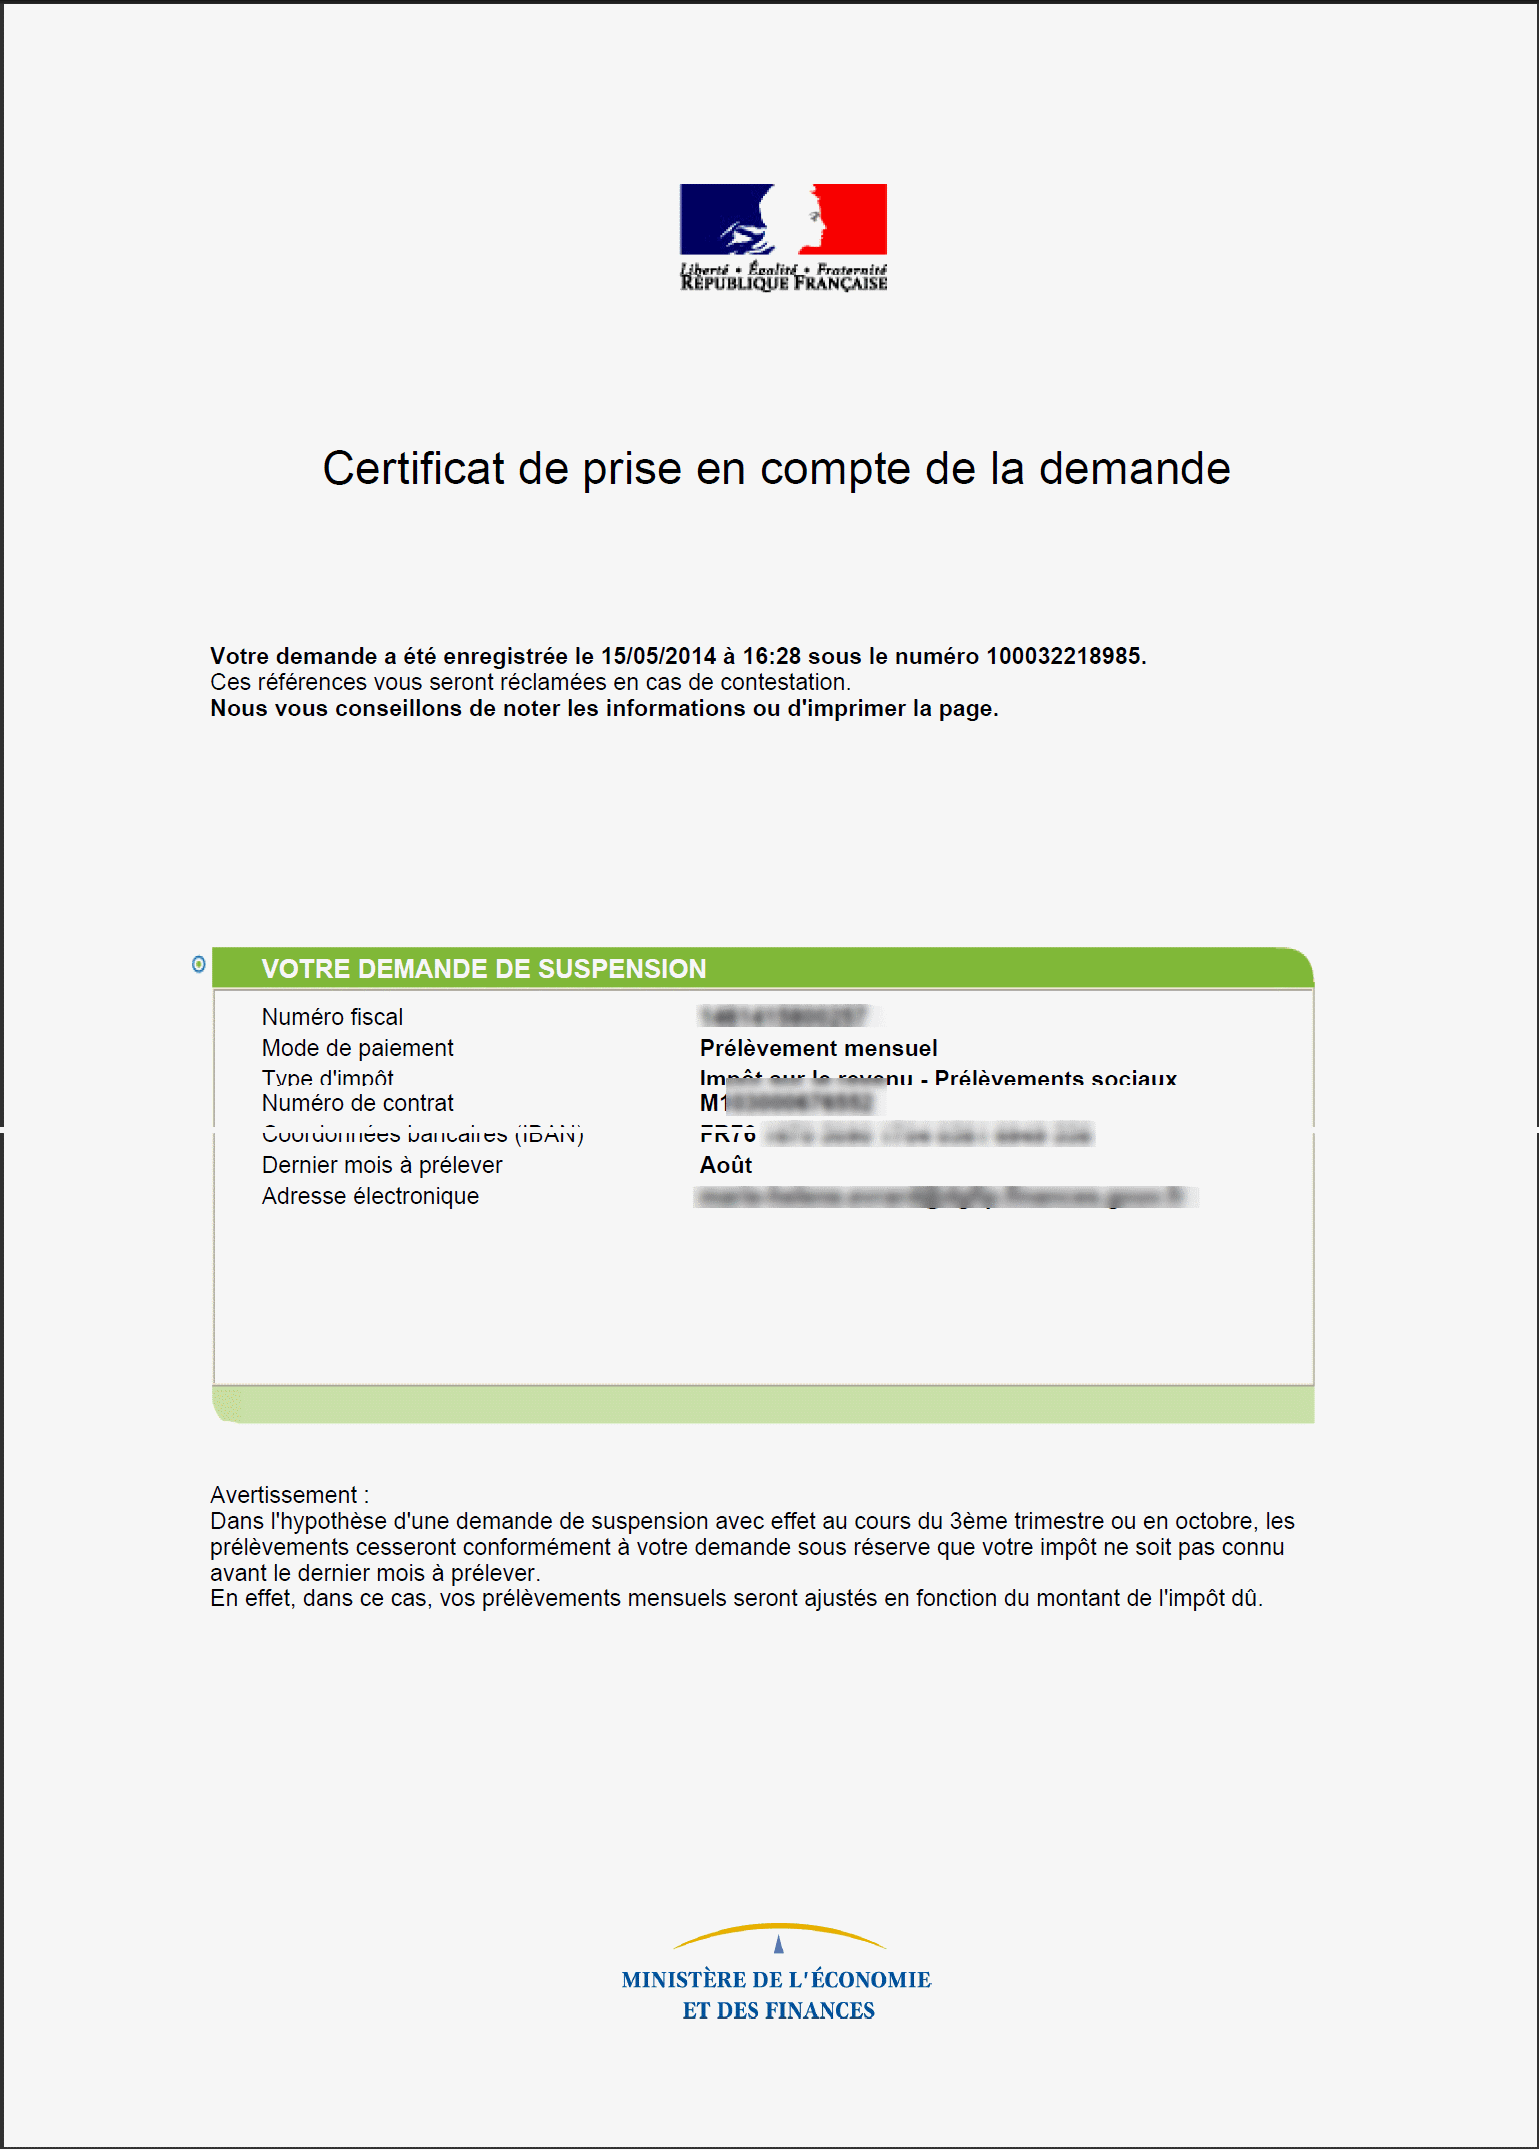 Liberté • Égalité • Fraternité
RÉPUBLIQUE FRANÇAISE
Certificat de prise en compte de la demande
Votre demande a été enregistrée le 15/05/2014 à 16:28 sous le numéro 100032218985.
Ces références vous seront réclamées en cas de contestation.
Nous vous conseillons de noter les informations ou d'imprimer la page.
VOTRE DEMANDE DE SUSPENSION
Numéro fiscal
Mode de paiement Prélèvement mensuel
Type d'impôt Impôt sur le revenu - Prélèvements sociaux
Numéro de contrat M1
Coordonnées bancaires (IBAN) FR76
Dernier mois à prélever Août
Adresse électronique
Avertissement :
Dans l'hypothèse d'une demande de suspension avec effet au cours du 3ème trimestre ou en octobre, les
prélèvements cesseront conformément à votre demande sous réserve que votre impôt ne soit pas connu
avant le dernier mois à prélever.
En effet, dans ce cas, vos prélèvements mensuels seront ajustés en fonction du montant de l'impôt dû.
MINISTÈRE DE L'ÉCONOMIE
ET DES FINANCES